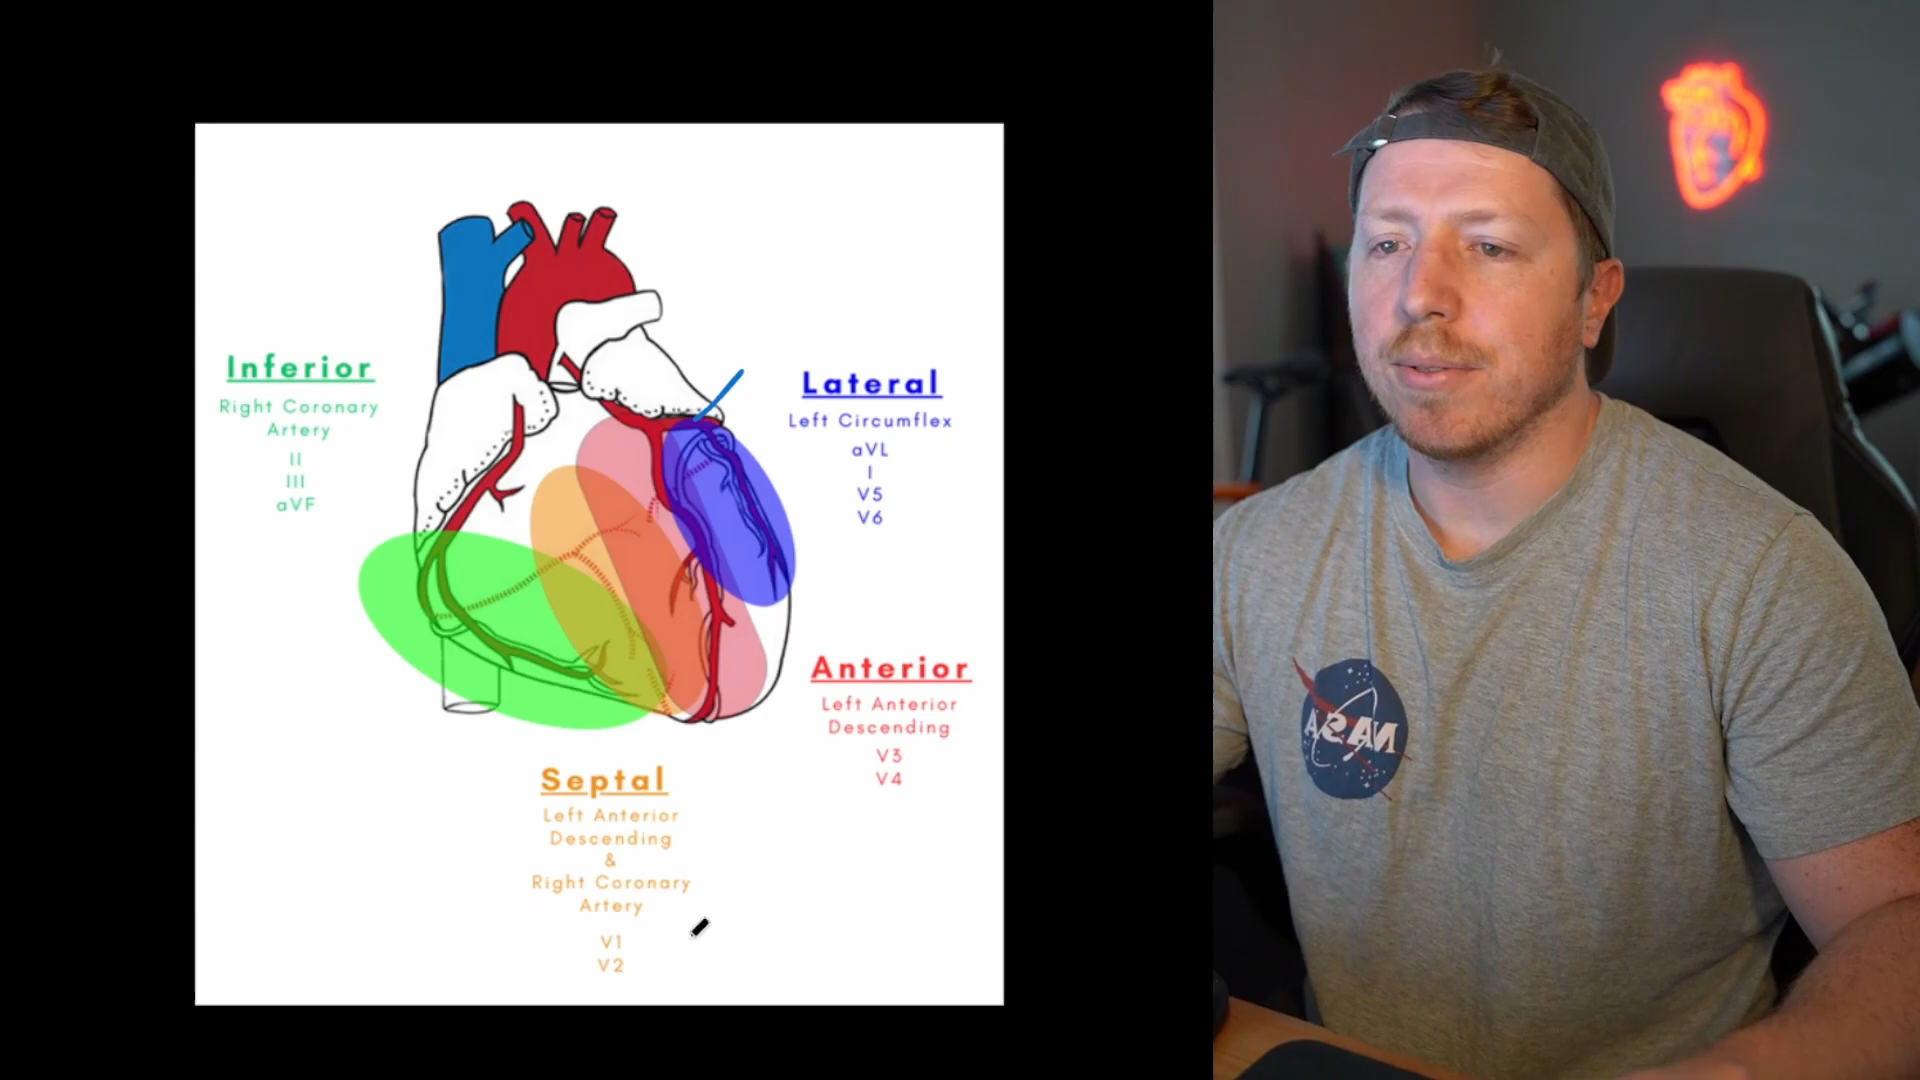 Inferior
Right Coronary
Artery
II
III
aVF
Lateral
Left Circumflex
aVL
I
V5
V6
Anterior
Left Anterior
Descending
V3
V4
Septal
Left Anterior
Descending
&
Right Coronary
Artery
V1
V2
NASA